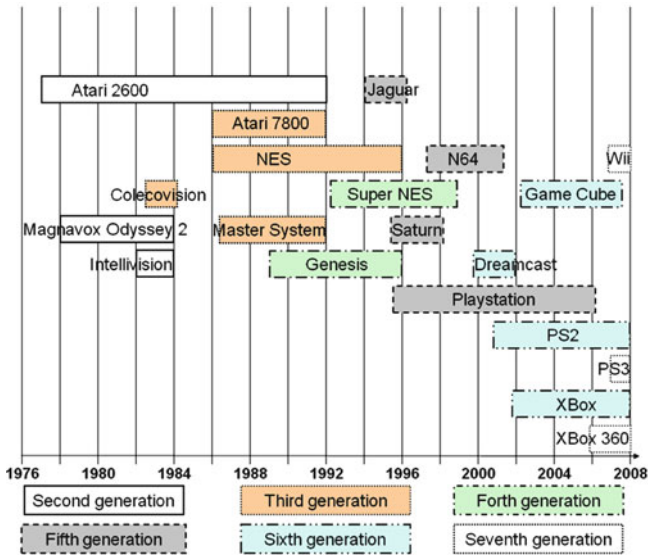 Atari 2600 Jaguar
Atari 7800
NES N64 Wii
Colecovision Super NES Game Cube
Magnavox Odyssey 2 Master System Saturn
Intellivision Genesis Dreamcast
Playstation
PS2
PS3
XBox
XBox 360
1976 1980 1984 1988 1992 1996 2000 2004 2008
Second generation Third generation Forth generation
Fifth generation Sixth generation Seventh generation